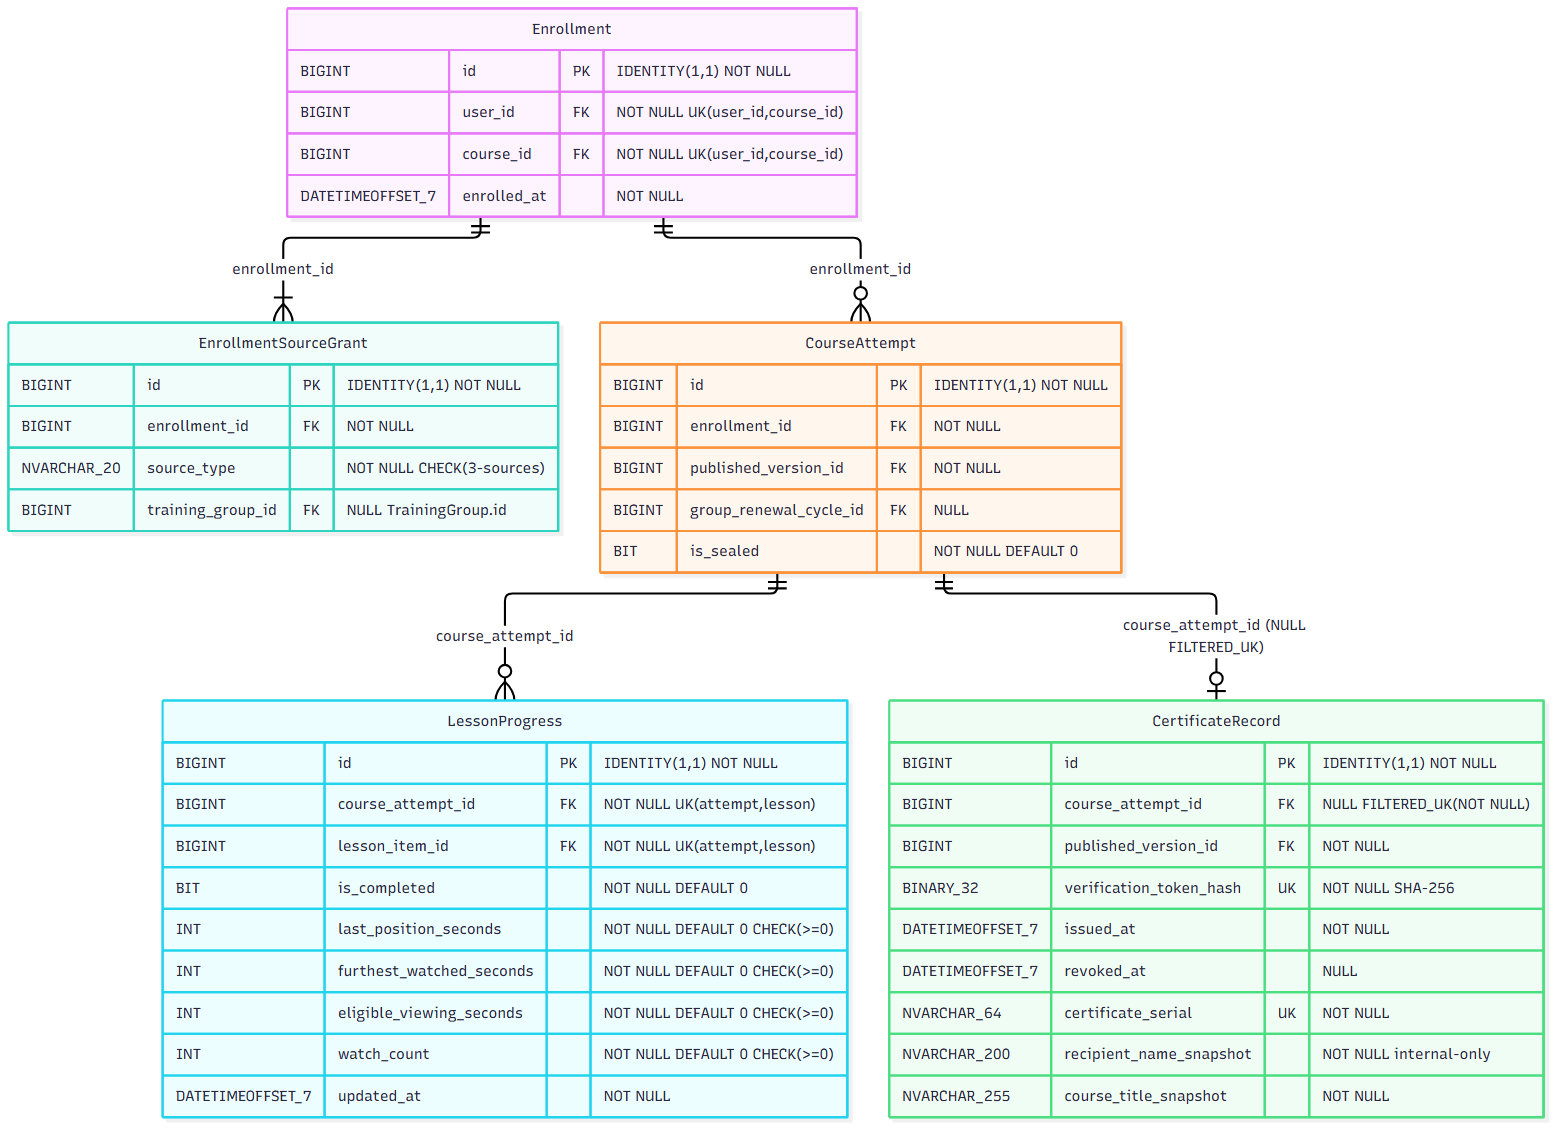 Enrollment
BIGINT id PK IDENTITY(1,1) NOT NULL
BIGINT user_id FK NOT NULL UK(user_id,course_id)
BIGINT course_id FK NOT NULL UK(user_id,course_id)
DATETIMEOFFSET_7 enrolled_at NOT NULL
enrollment_id
enrollment_id
EnrollmentSourceGrant
BIGINT id PK IDENTITY(1,1) NOT NULL
BIGINT enrollment_id FK NOT NULL
NVARCHAR_20 source_type NOT NULL CHECK(3-sources)
BIGINT training_group_id FK NULL TrainingGroup.id
CourseAttempt
BIGINT id PK IDENTITY(1,1) NOT NULL
BIGINT enrollment_id FK NOT NULL
BIGINT published_version_id FK NOT NULL
BIGINT group_renewal_cycle_id FK NULL
BIT is_sealed NOT NULL DEFAULT 0
course_attempt_id
course_attempt_id (NULL
FILTERED_UK)
LessonProgress
BIGINT id PK IDENTITY(1,1) NOT NULL
BIGINT course_attempt_id FK NOT NULL UK(attempt,lesson)
BIGINT lesson_item_id FK NOT NULL UK(attempt,lesson)
BIT is_completed NOT NULL DEFAULT 0
INT last_position_seconds NOT NULL DEFAULT 0 CHECK(>=0)
INT furthest_watched_seconds NOT NULL DEFAULT 0 CHECK(>=0)
INT eligible_viewing_seconds NOT NULL DEFAULT 0 CHECK(>=0)
INT watch_count NOT NULL DEFAULT 0 CHECK(>=0)
DATETIMEOFFSET_7 updated_at NOT NULL
CertificateRecord
BIGINT id PK IDENTITY(1,1) NOT NULL
BIGINT course_attempt_id FK NULL FILTERED_UK(NOT NULL)
BIGINT published_version_id FK NOT NULL
BINARY_32 verification_token_hash UK NOT NULL SHA-256
DATETIMEOFFSET_7 issued_at NOT NULL
DATETIMEOFFSET_7 revoked_at NULL
NVARCHAR_64 certificate_serial UK NOT NULL
NVARCHAR_200 recipient_name_snapshot NOT NULL internal-only
NVARCHAR_255 course_title_snapshot NOT NULL